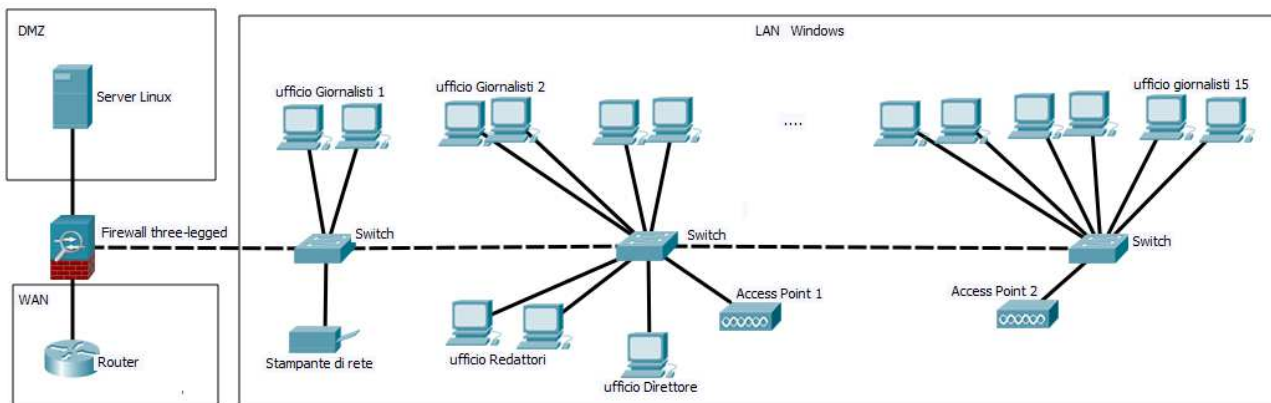 DMZ
Server Linux
Firewall three-legged
WAN
Router
LAN Windows
ufficio Giornalisti 1
ufficio Giornalisti 2
....
ufficio giornalisti 15
Switch
Switch
Switch
Stampante di rete
ufficio Redattori
ufficio Direttore
Access Point 1
Access Point 2